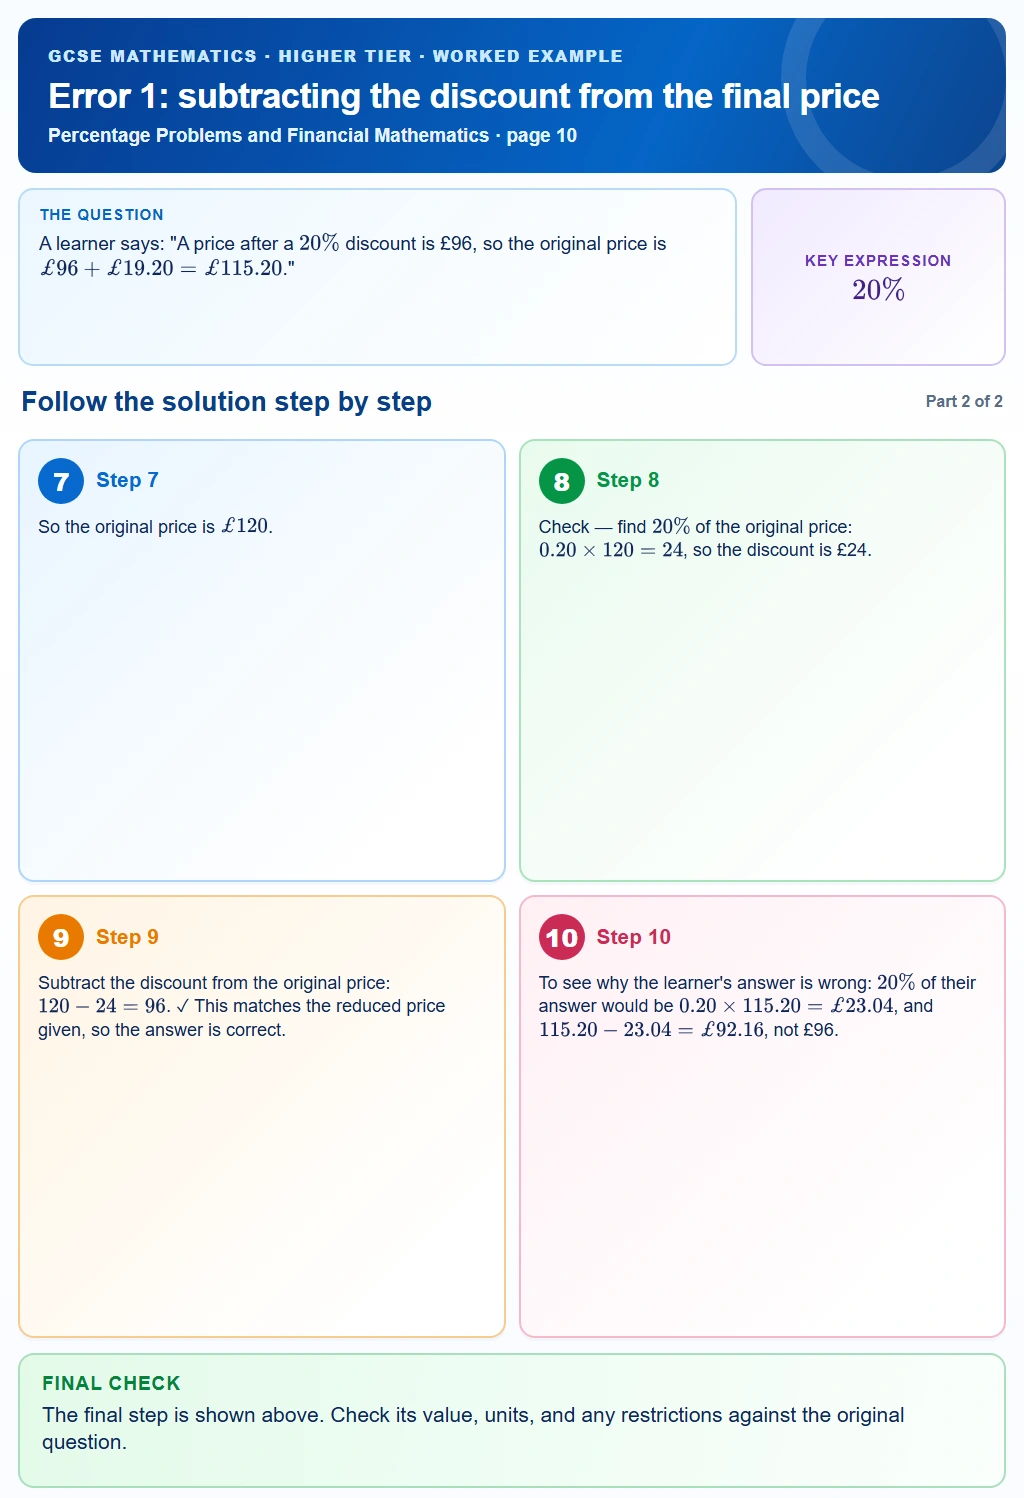 GCSE MATHEMATICS · HIGHER TIER · WORKED EXAMPLE
Error 1: subtracting the discount from the final price
Percentage Problems and Financial Mathematics · page 10
THE QUESTION
A learner says: "A price after a 20% discount is £96, so the original price is
£96 + £19.20 = £115.20."
KEY EXPRESSION
20%
Follow the solution step by step
Part 2 of 2
7 Step 7
So the original price is £120.
8 Step 8
Check — find 20% of the original price:
0.20 × 120 = 24, so the discount is £24.
9 Step 9
Subtract the discount from the original price:
120 − 24 = 96. ✓ This matches the reduced price
given, so the answer is correct.
10 Step 10
To see why the learner's answer is wrong: 20% of their
answer would be 0.20 × 115.20 = £23.04, and
115.20 − 23.04 = £92.16, not £96.
FINAL CHECK
The final step is shown above. Check its value, units, and any restrictions against the original
question.